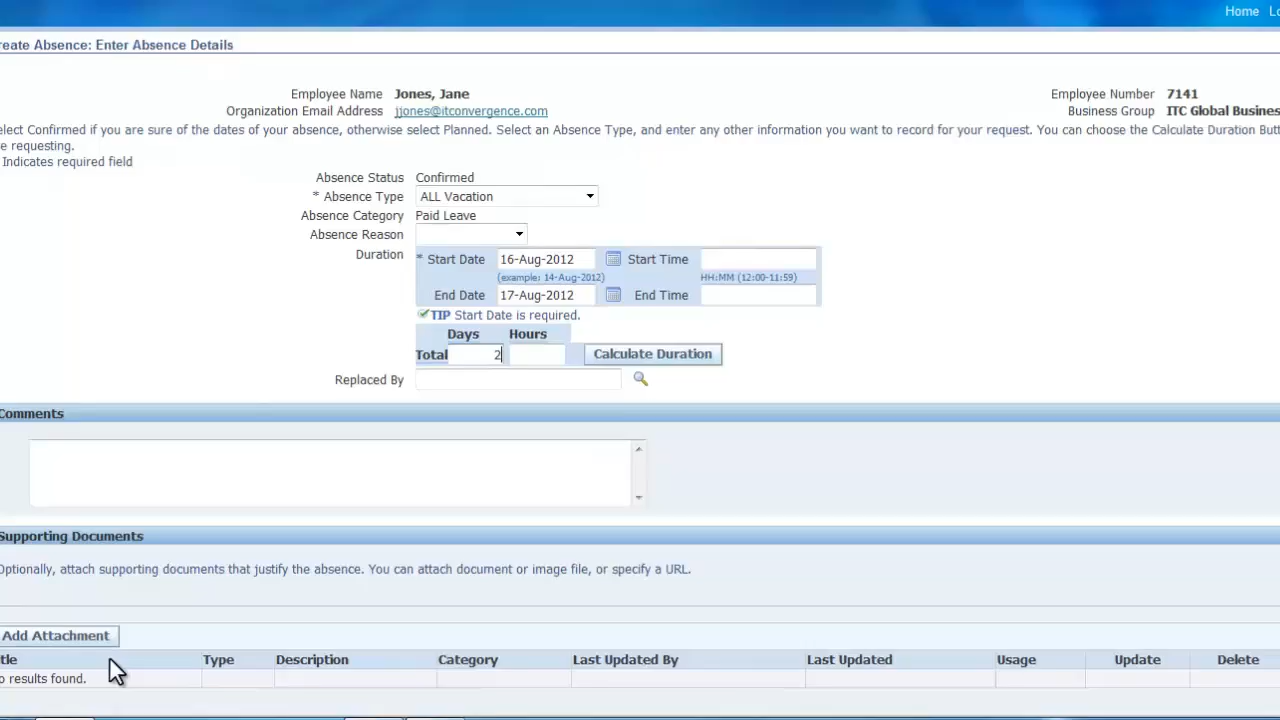 Home Lo
reate Absence: Enter Absence Details
Employee Name Jones, Jane Employee Number 7141
Organization Email Address jjones@itconvergence.com Business Group ITC Global Busines
elect Confirmed if you are sure of the dates of your absence, otherwise select Planned. Select an Absence Type, and enter any other information you want to record for your request. You can choose the Calculate Duration Butt
e requesting.
Indicates required field
Absence Status Confirmed
* Absence Type ALL Vacation
Absence Category Paid Leave
Absence Reason
Duration * Start Date 16-Aug-2012 Start Time
(example: 14-Aug-2012) HH:MM (12:00-11:59)
End Date 17-Aug-2012 End Time
TIP Start Date is required.
Days Hours
Total 2 Calculate Duration
Replaced By
Comments
Supporting Documents
Optionally, attach supporting documents that justify the absence. You can attach document or image file, or specify a URL.
Add Attachment
tle Type Description Category Last Updated By Last Updated Usage Update Delete
o results found.